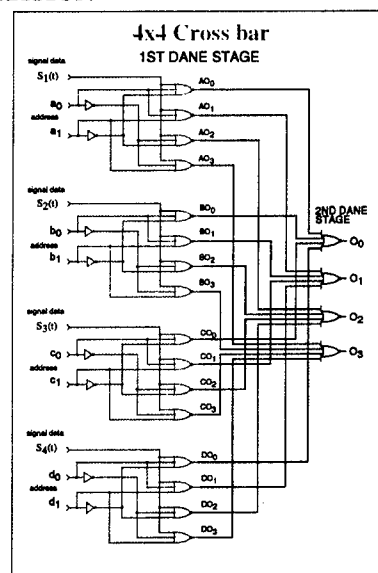 4x4 Cross bar
1ST DANE STAGE
signal data
S1(t)
a0
address
a1
AO0
AO1
AO2
AO3
signal data
S2(t)
b0
address
b1
BO0
BO1
BO2
BO3
2ND DANE
STAGE
O0
O1
O2
O3
signal data
S3(t)
c0
address
c1
CO0
CO1
CO2
CO3
signal data
S4(t)
d0
address
d1
DO0
DO1
DO2
DO3